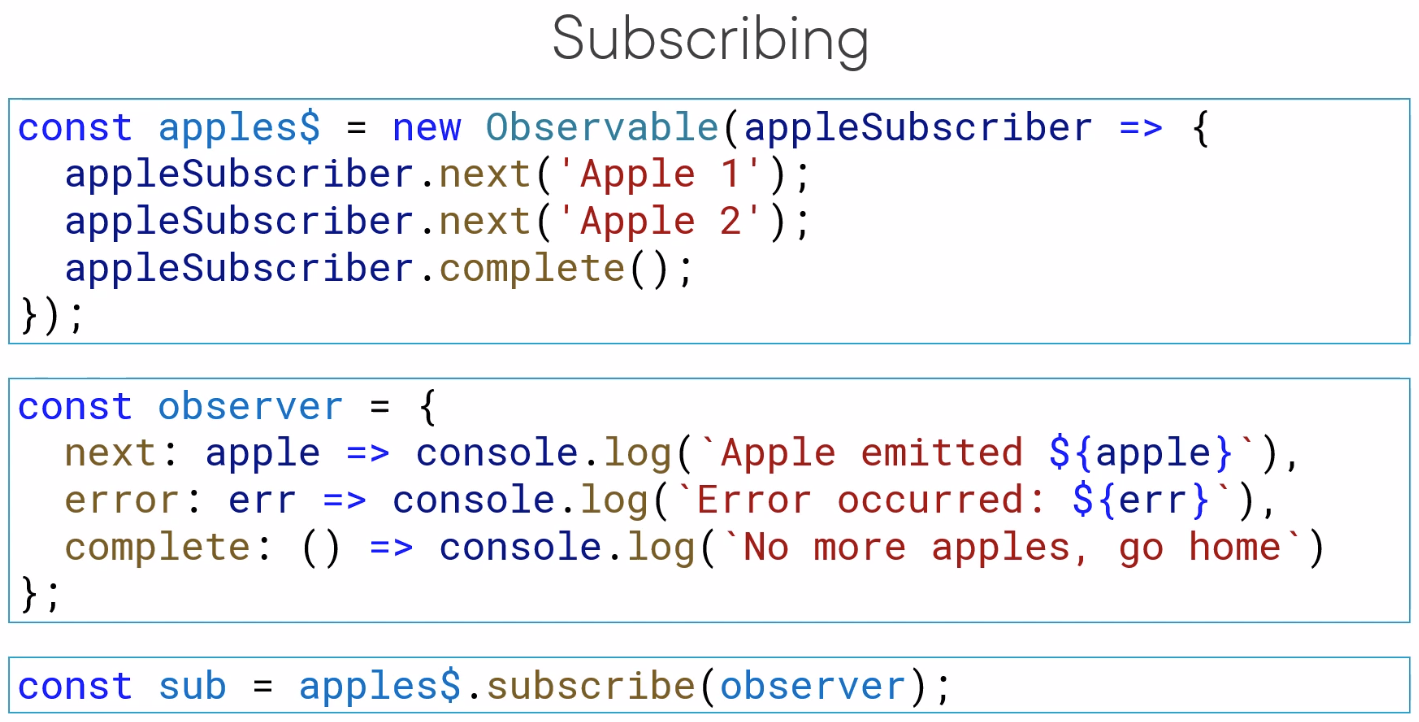 Subscribing
const apples$ = new Observable(appleSubscriber => {
  appleSubscriber.next('Apple 1');
  appleSubscriber.next('Apple 2');
  appleSubscriber.complete();
});
const observer = {
  next: apple => console.log(`Apple emitted ${apple}`),
  error: err => console.log(`Error occurred: ${err}`),
  complete: () => console.log(`No more apples, go home`)
};
const sub = apples$.subscribe(observer);